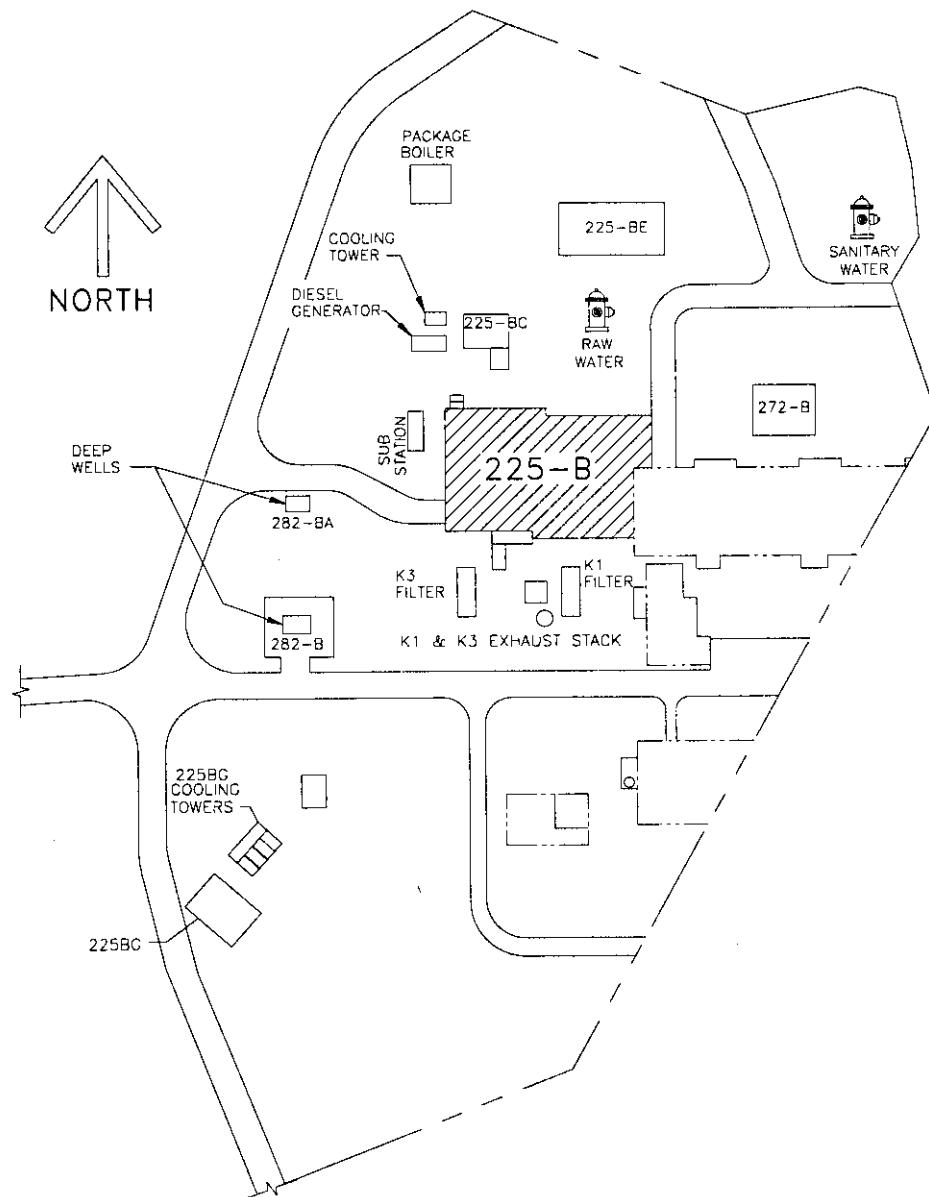 PACKAGE
BOILER
225-BE
SANITARY
WATER
COOLING
TOWER
NORTH
DIESEL
GENERATOR
225-BC
RAW
WATER
272-B
SUB
STATION
DEEP
WELLS
225-B
282-BA
K3
FILTER
K1
FILTER
282-B
K1 & K3 EXHAUST STACK
225BG
COOLING
TOWERS
225BG